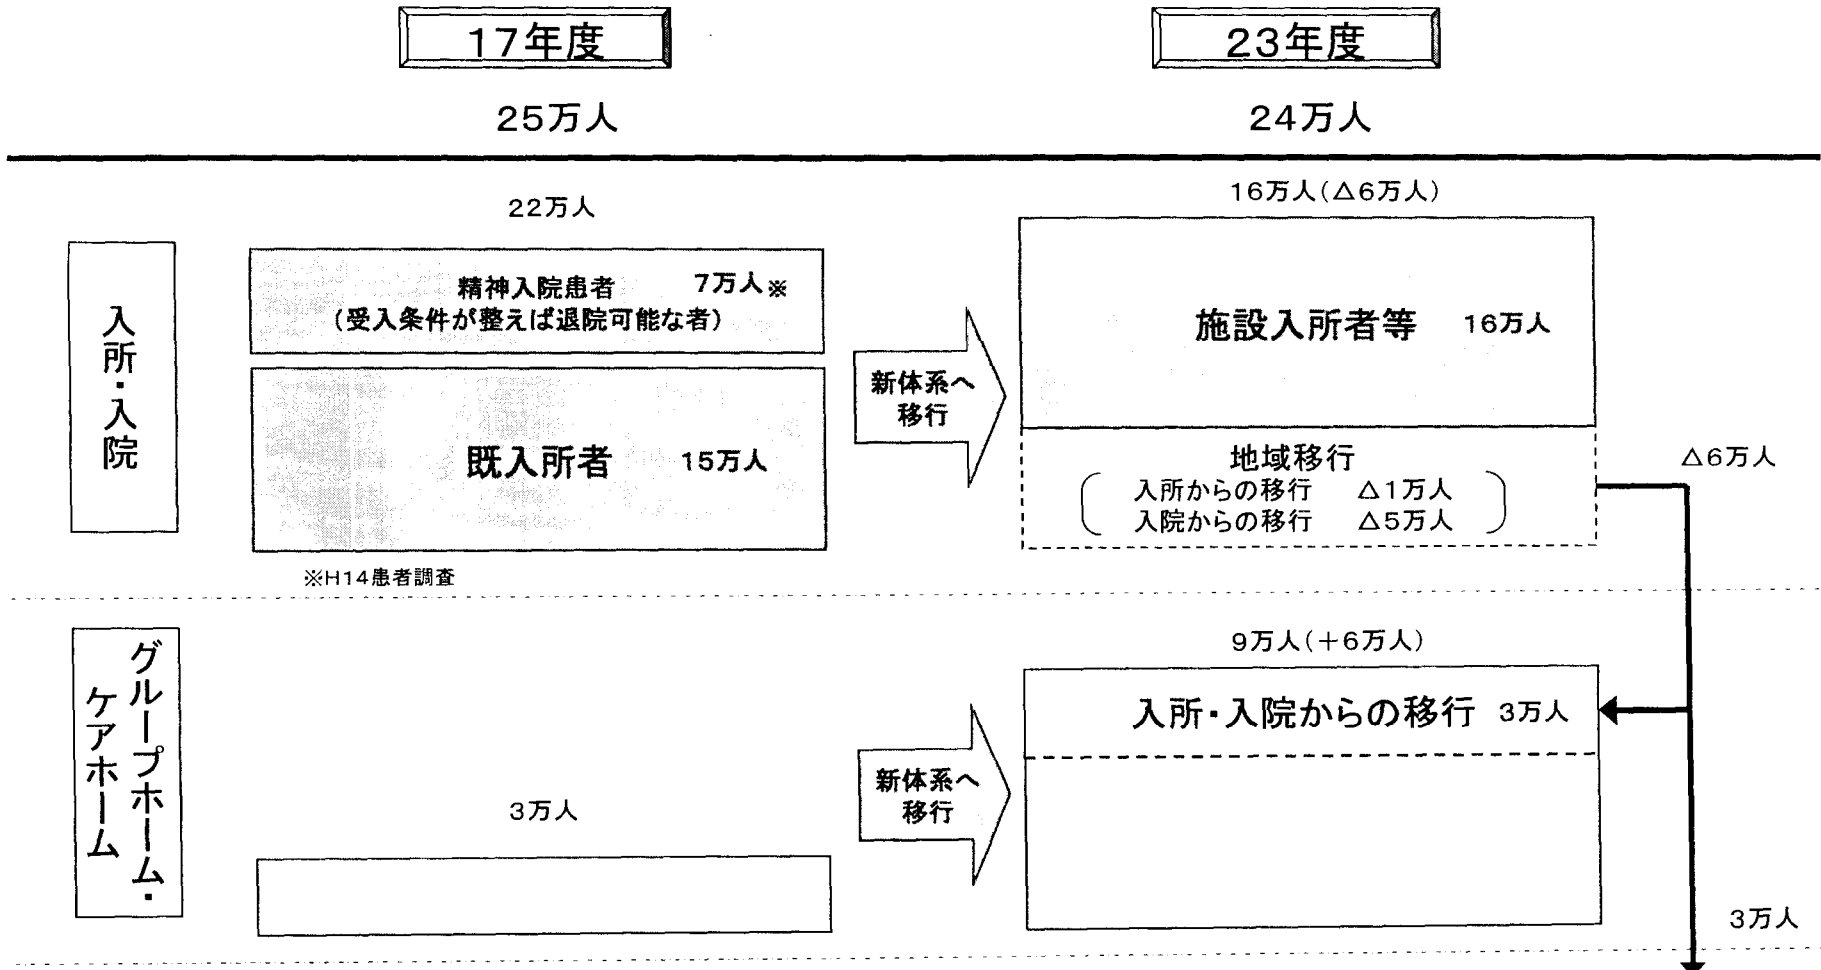 17年度
23年度
25万人
24万人
入所・入院
22万人
精神入院患者 7万人※
(受入条件が整えば退院可能な者)
既入所者 15万人
※H14患者調査
新体系へ
移行
16万人(△6万人)
施設入所者等 16万人
地域移行
入所からの移行 △1万人
入院からの移行 △5万人
△6万人
グループホーム・
ケアホーム
3万人
新体系へ
移行
9万人(+6万人)
入所・入院からの移行 3万人
3万人